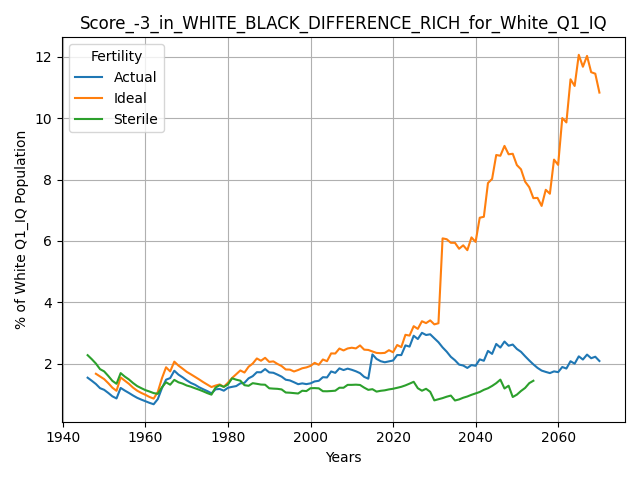 Score_-3_in_WHITE_BLACK_DIFFERENCE_RICH_for_White_Q1_IQ
Fertility
Actual
Ideal
Sterile
% of White Q1_IQ Population
12
10
8
6
4
2
1940
1960
1980
2000
2020
2040
2060
Years